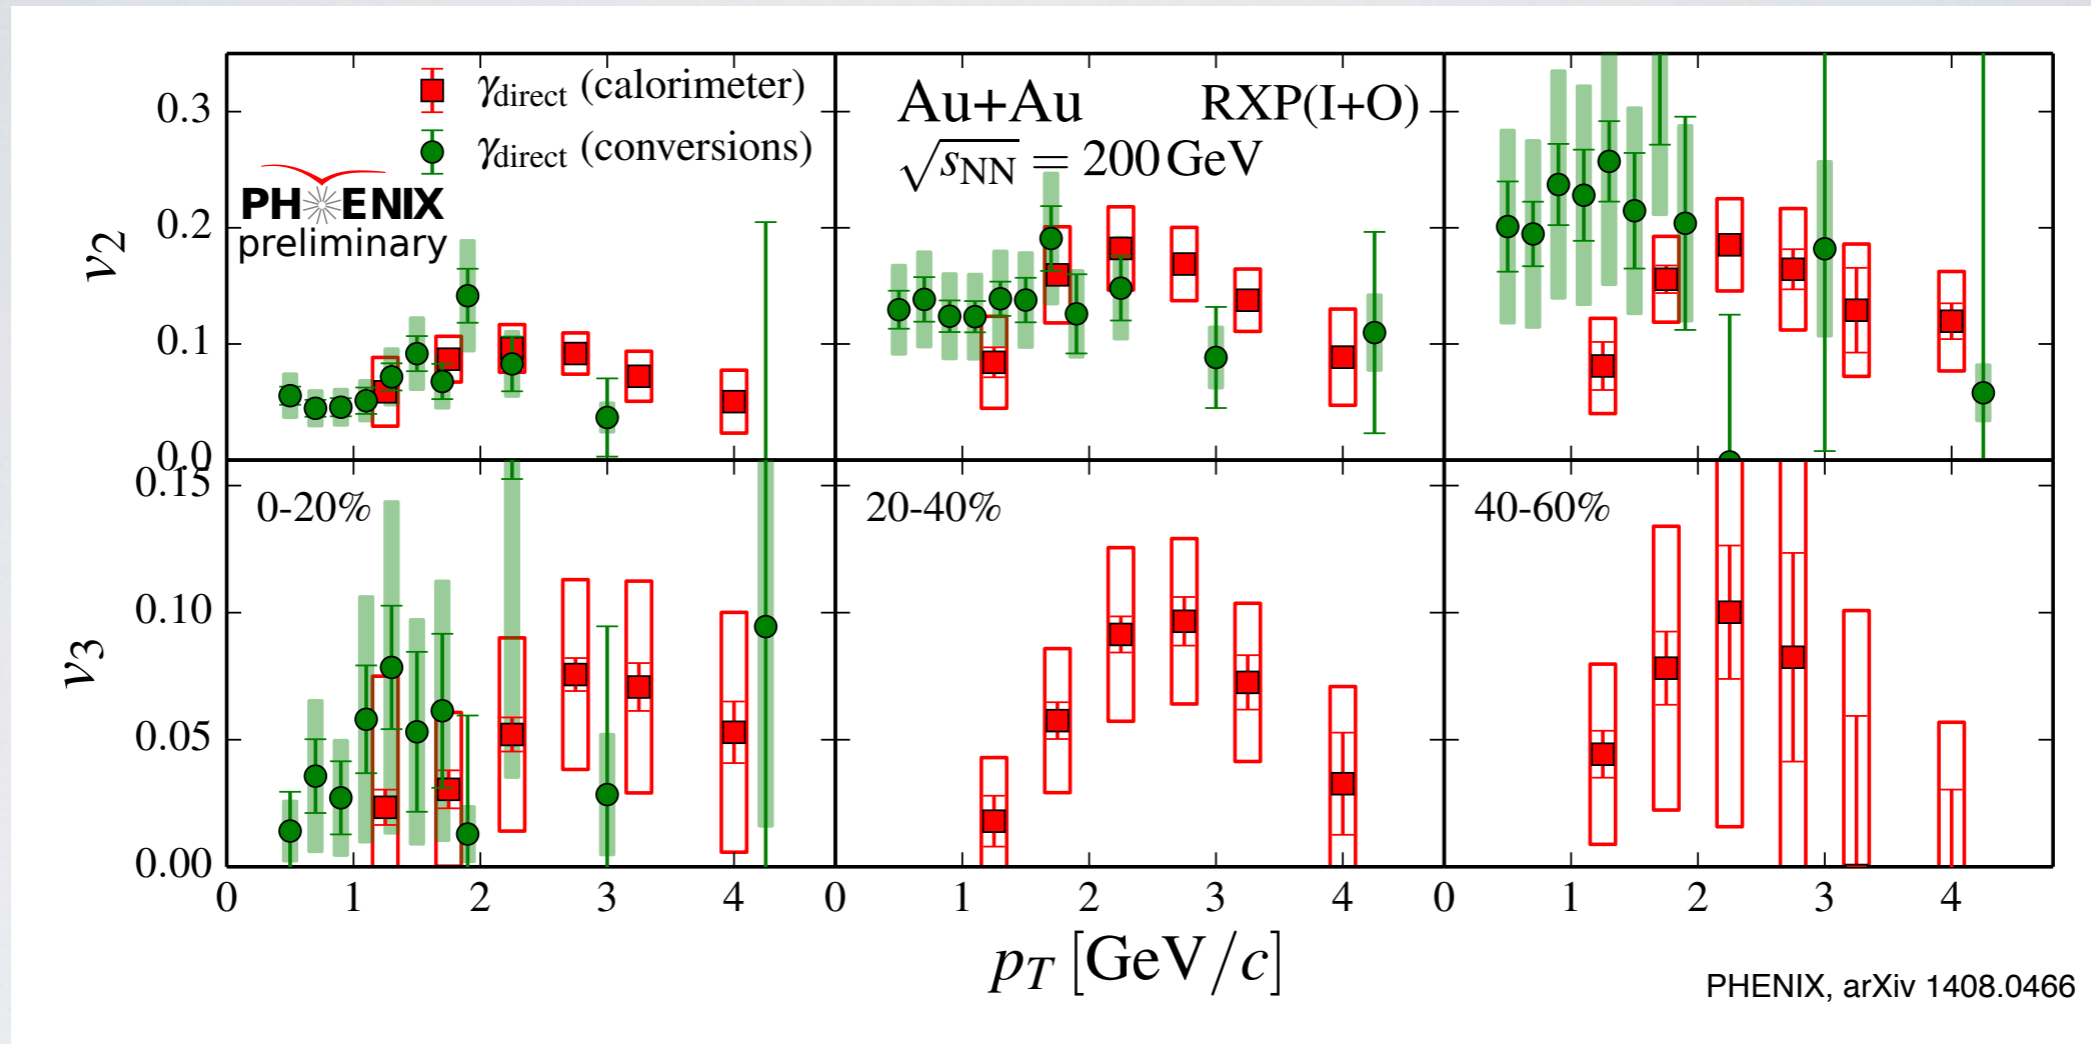 γdirect (calorimeter)
γdirect (conversions)
PHENIX
preliminary
Au+Au RXP(I+O)
√sNN = 200 GeV
v2
0.3
0.2
0.1
0.0
v3
0.15
0.10
0.05
0.00
0-20% 20-40% 40-60%
0 1 2 3 4 0 1 2 3 4 0 1 2 3 4
pT [GeV/c]
PHENIX, arXiv 1408.0466